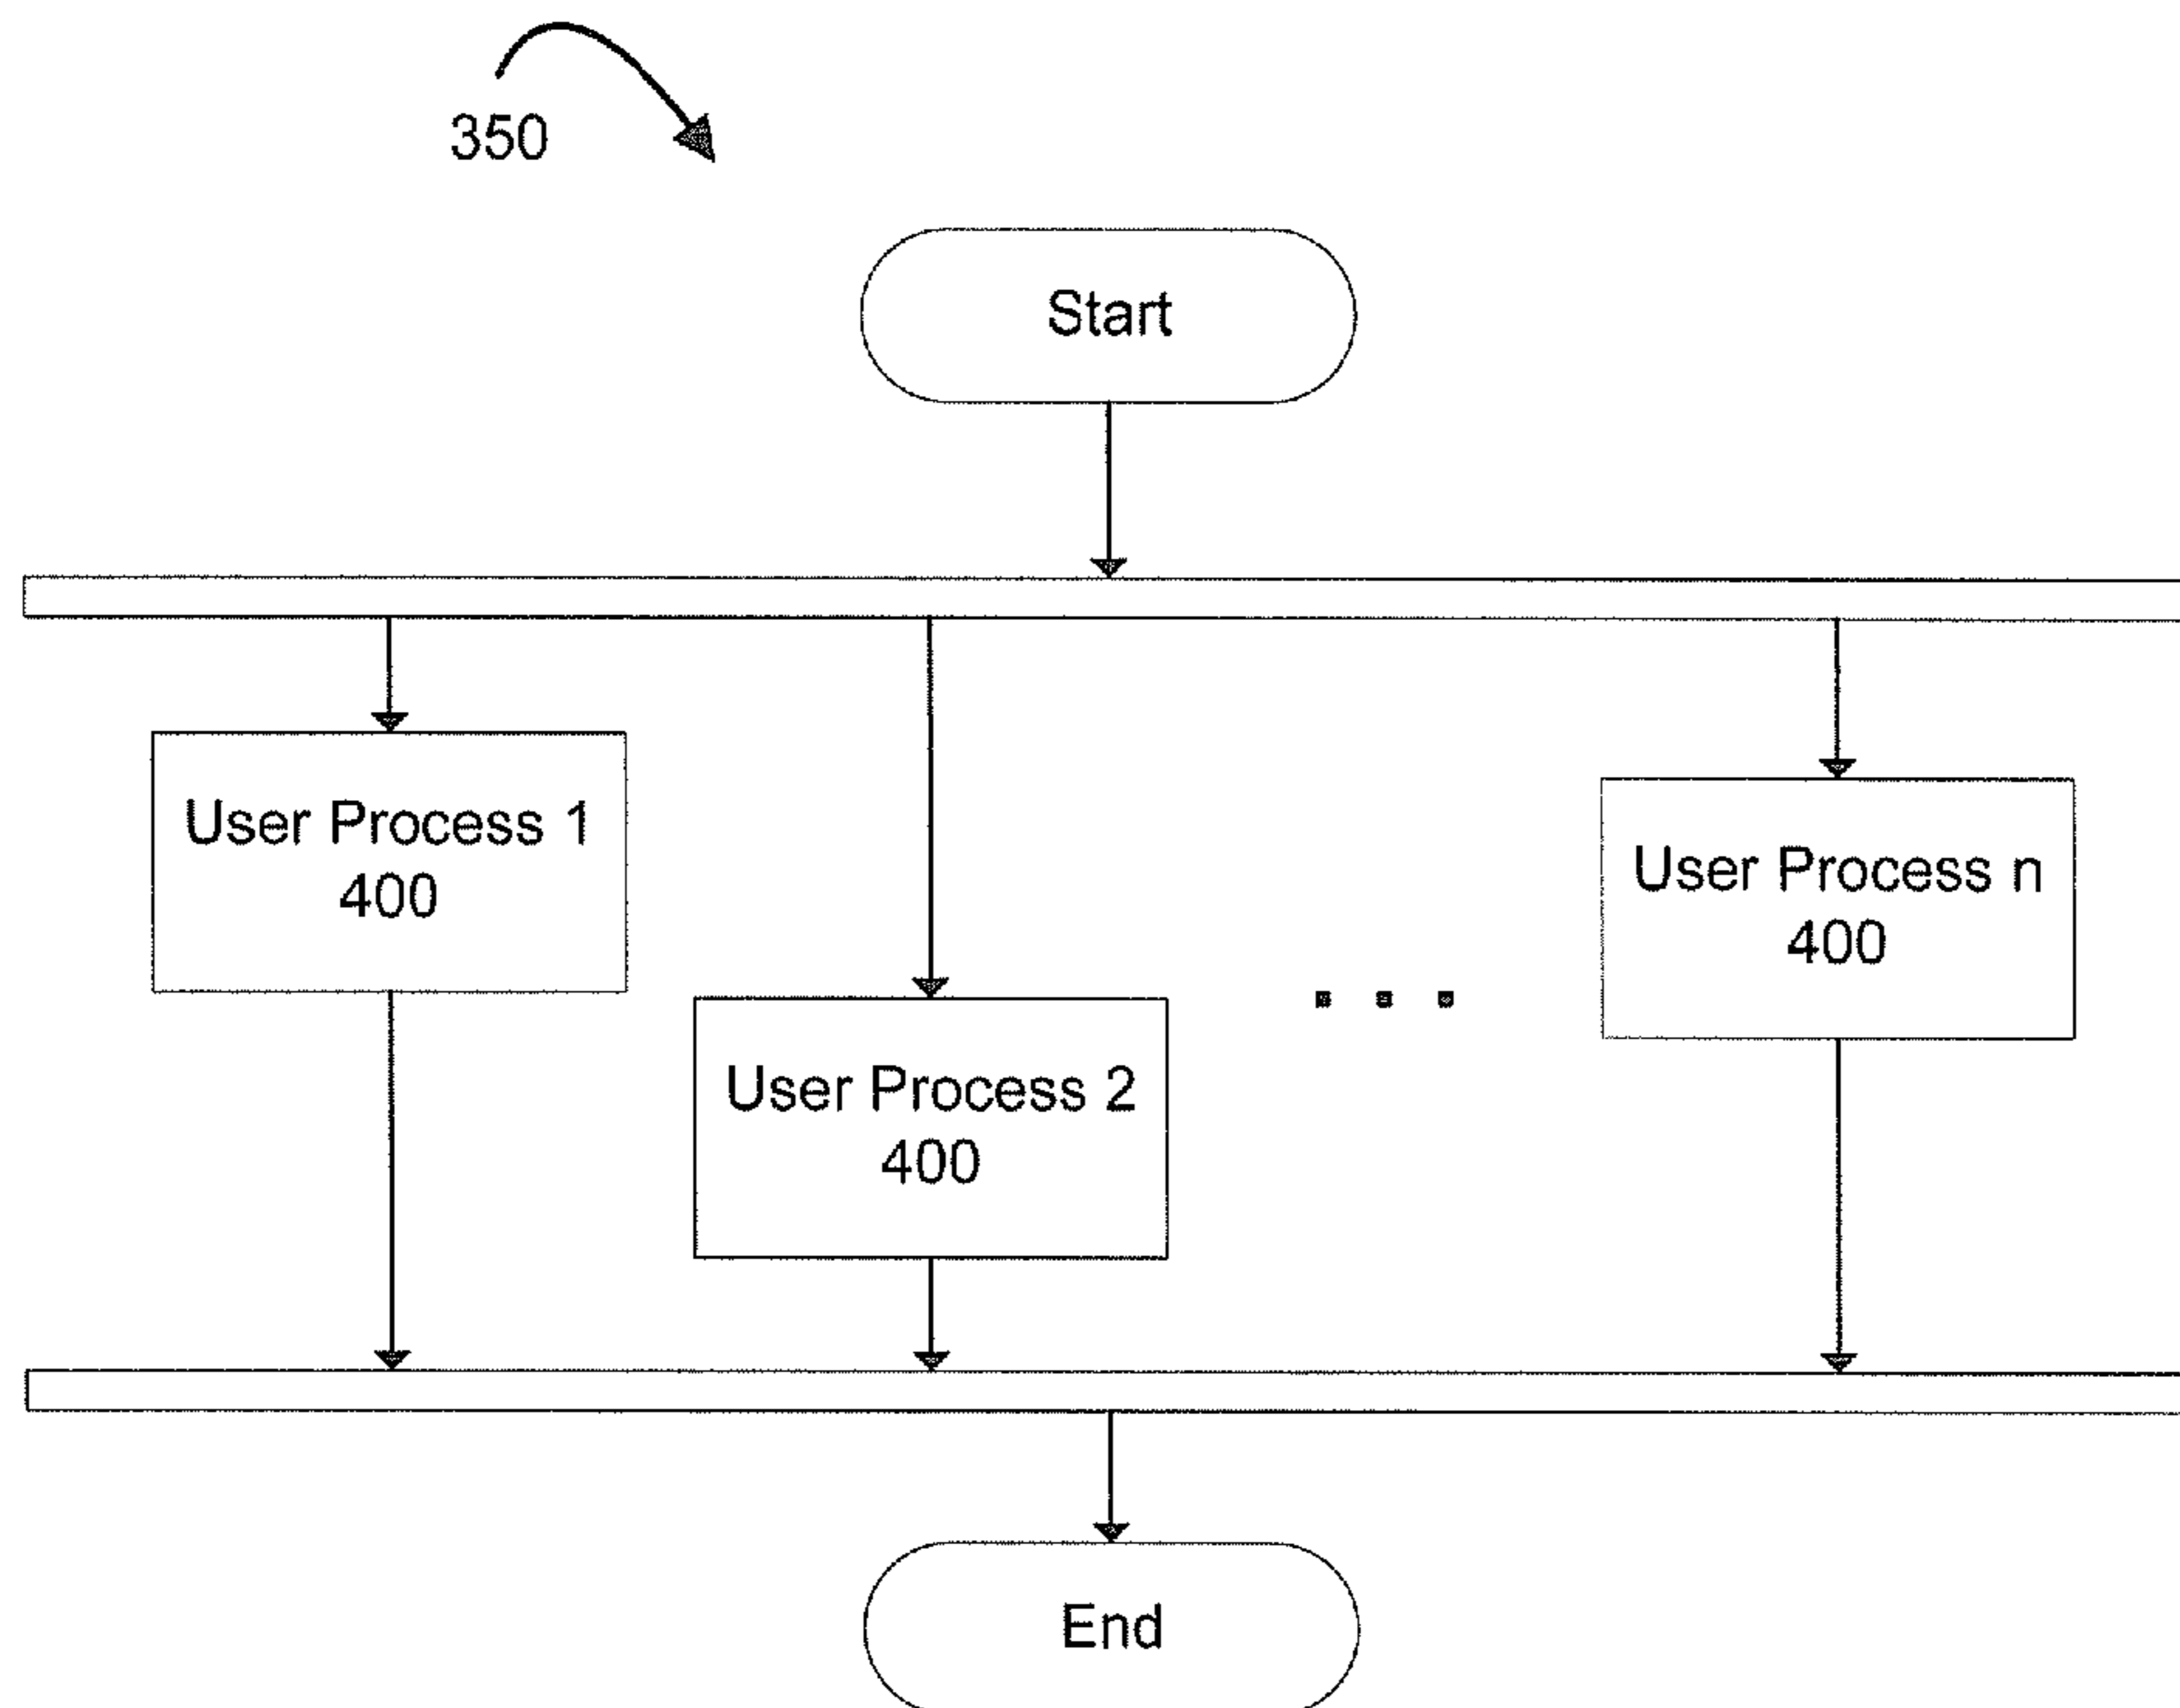 350
Start
User Process 1
400
User Process n
400
User Process 2
400
End